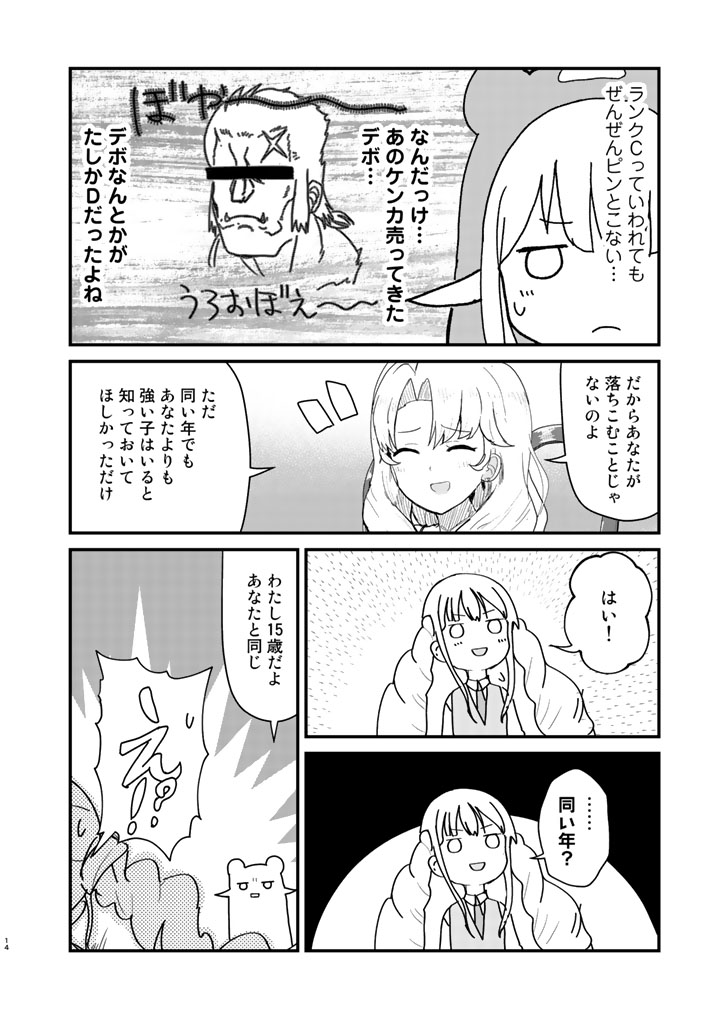 ランクCっていわれても
ぜんぜんピンとこない…
なんだっけ…
あのケンカ売ってきた
デボ…
ぼや
うろおぼえ〜〜
デボなんとかが
たしかDだったよね
だからあなたが
落ちこむことじゃ
ないのよ
ただ
同い年でも
あなたよりも
強い子はいると
知っておいて
ほしかっただけ
はい！
……
同い年？
わたし15歳だよ
あなたと同じ
え!?
14